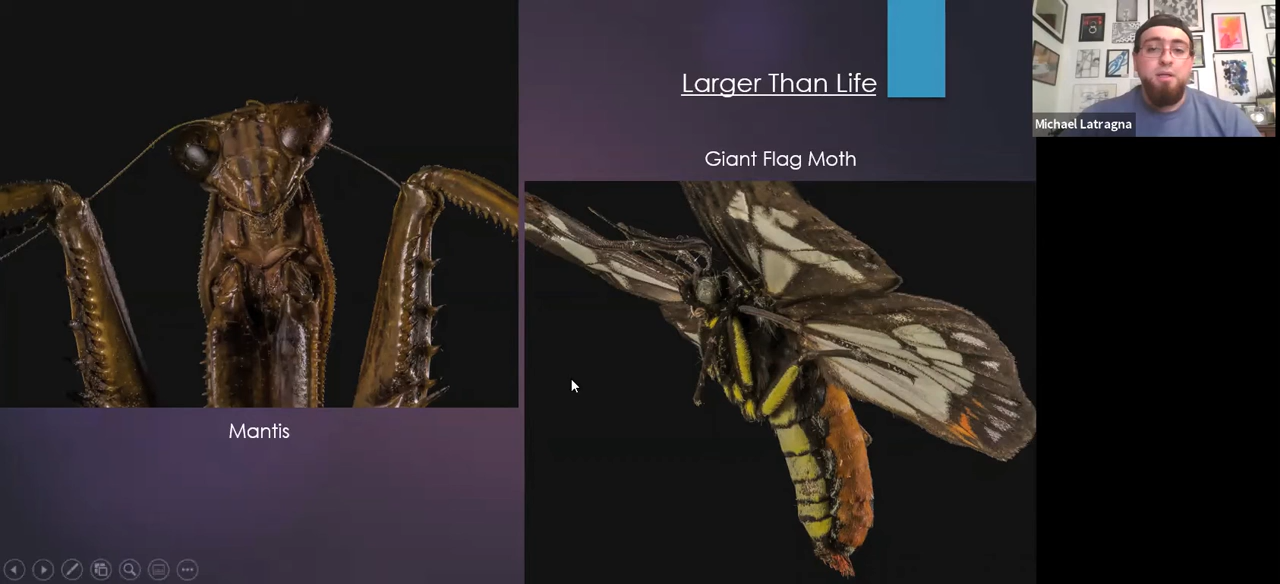 Larger Than Life
Michael Latragna
Giant Flag Moth
Mantis